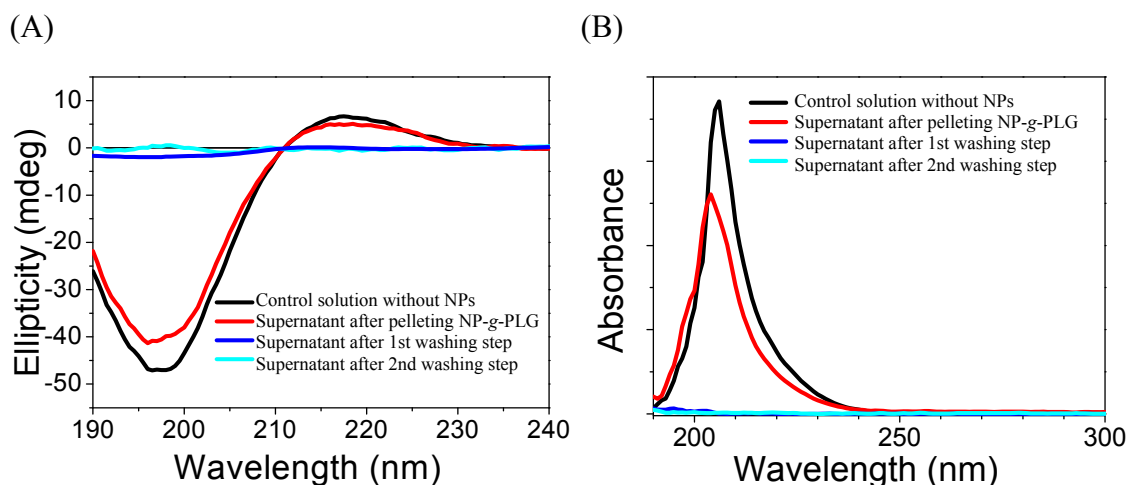 (A)
10
0
-10
-20
-30
-40
-50
Ellipticity (mdeg)
Control solution without NPs
Supernatant after pelleting NP-g-PLG
Supernatant after 1st washing step
Supernatant after 2nd washing step
190 200 210 220 230 240
Wavelength (nm)
(B)
Absorbance
Control solution without NPs
Supernatant after pelleting NP-g-PLG
Supernatant after 1st washing step
Supernatant after 2nd washing step
200 250 300
Wavelength (nm)